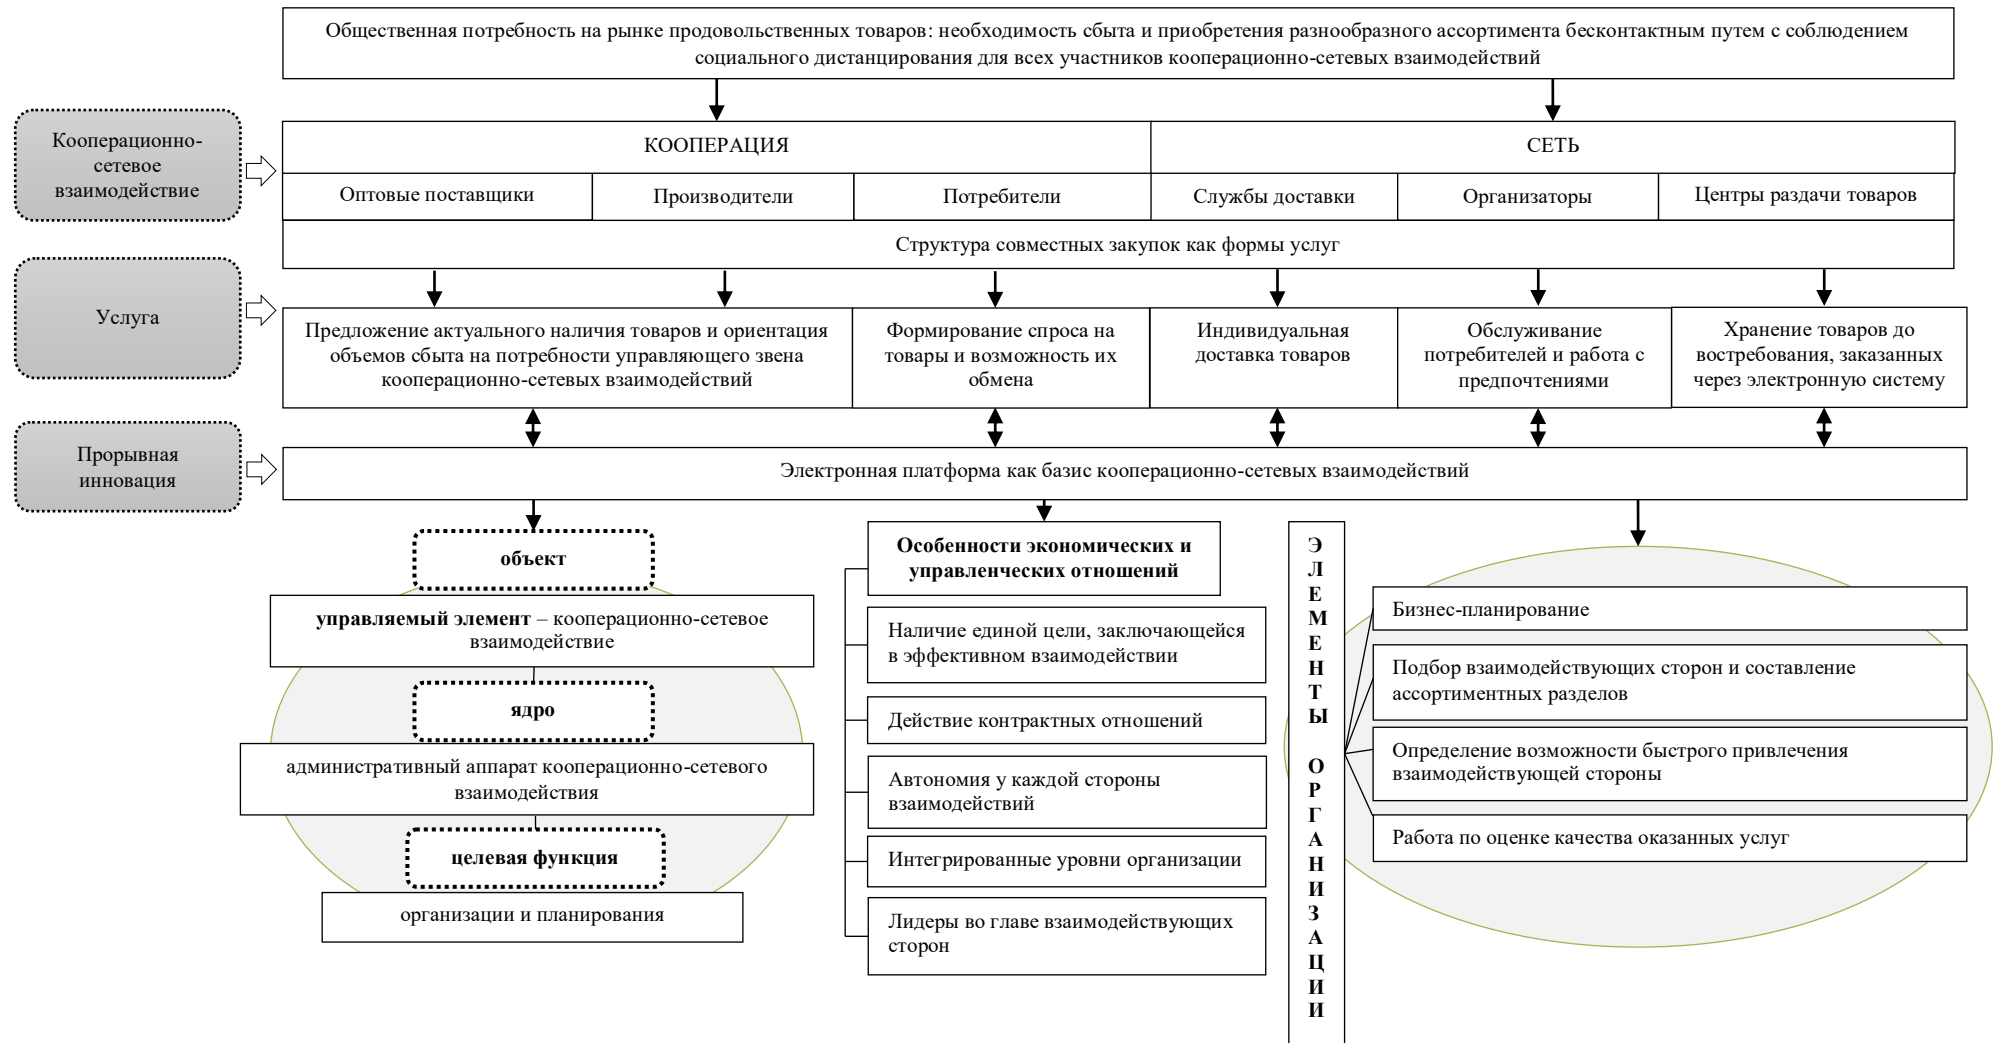 Общественная потребность на рынке продовольственных товаров: необходимость сбыта и приобретения разнообразного ассортимента бесконтактным путем с соблюдением
социального дистанцирования для всех участников кооперационно-сетевых взаимодействий
Кооперационно-
сетевое
взаимодействие
КООПЕРАЦИЯ
СЕТЬ
Оптовые поставщики
Производители
Потребители
Службы доставки
Организаторы
Центры раздачи товаров
Структура совместных закупок как формы услуг
Услуга
Предложение актуального наличия товаров и ориентация
объемов сбыта на потребности управляющего звена
кооперационно-сетевых взаимодействий
Формирование спроса на
товары и возможность их
обмена
Индивидуальная
доставка товаров
Обслуживание
потребителей и работа с
предпочтениями
Хранение товаров до
востребования, заказанных
через электронную систему
Прорывная
инновация
Электронная платформа как базис кооперационно-сетевых взаимодействий
объект
управляемый элемент – кооперационно-сетевое
взаимодействие
ядро
административный аппарат кооперационно-сетевого
взаимодействия
целевая функция
организации и планирования
Особенности экономических и
управленческих отношений
Наличие единой цели, заключающейся
в эффективном взаимодействии
Действие контрактных отношений
Автономия у каждой стороны
взаимодействий
Интегрированные уровни организации
Лидеры во главе взаимодействующих
сторон
Э
Л
Е
М
Е
Н
Т
Ы
О
Р
Г
А
Н
И
З
А
Ц
И
И
Бизнес-планирование
Подбор взаимодействующих сторон и составление
ассортиментных разделов
Определение возможности быстрого привлечения
взаимодействующей стороны
Работа по оценке качества оказанных услуг